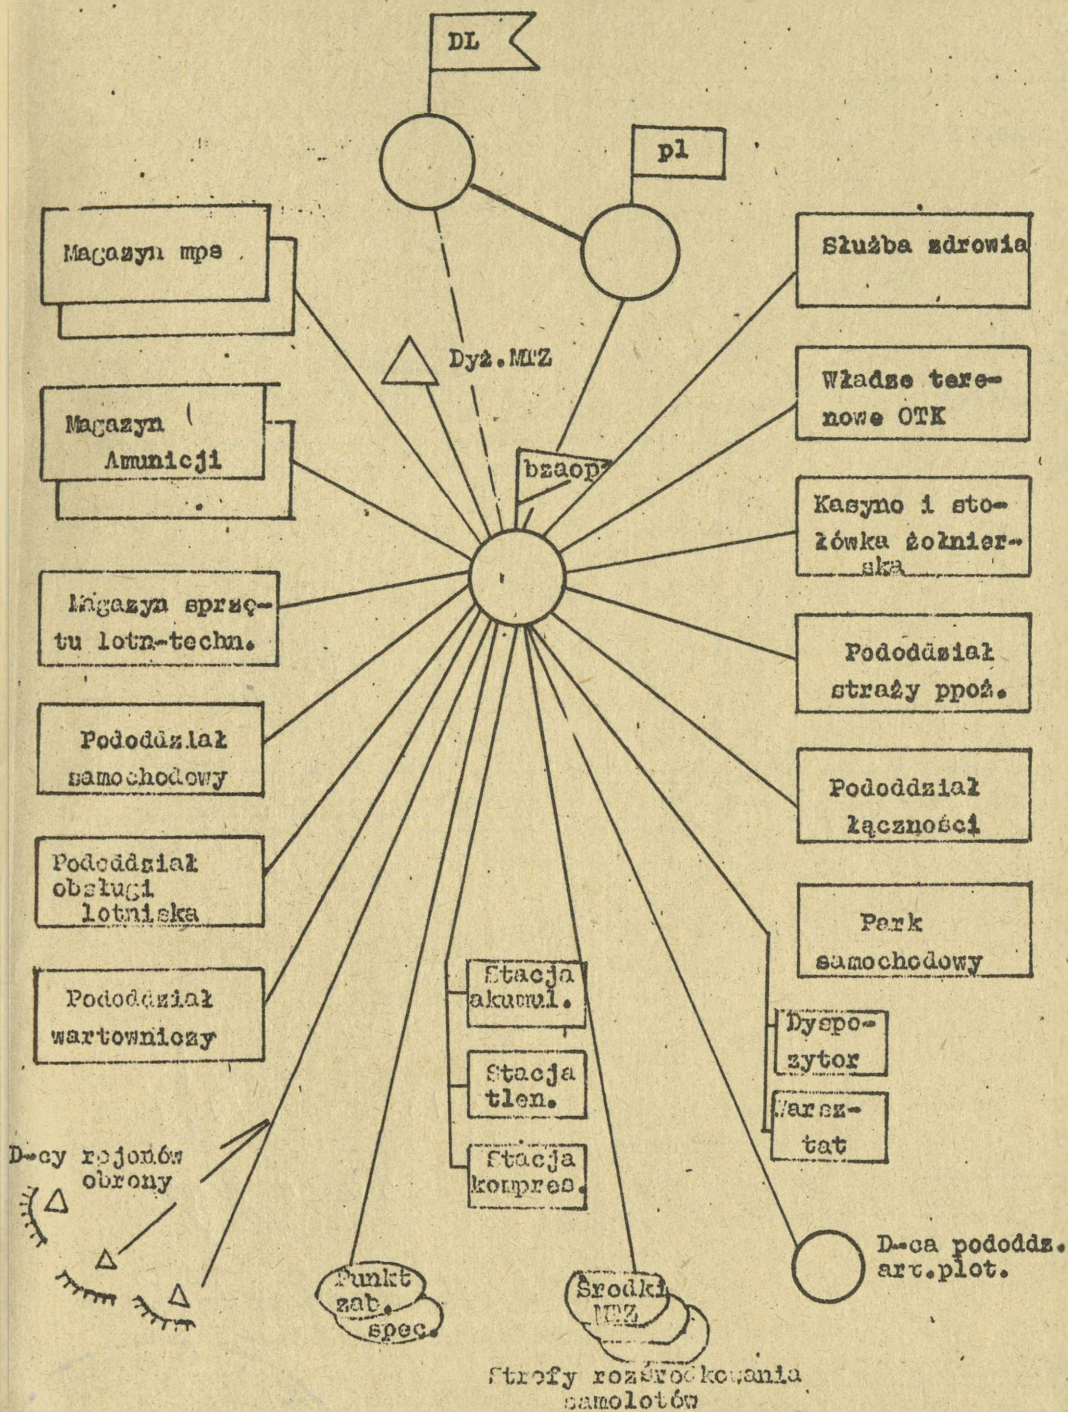 DL
pl
Magazyn mps
Służba zdrowia
Dyż.MTZ
Władze tere-
nowe OTK
Magazyn
Amunicji
bzaop
Kasyno i sto-
łówka żołnier-
ska
Magazyn sprzę-
tu lotn-techn.
Pododdział
straży ppoż.
Pododdział
samochodowy
Pododdział
łączności
Pododdział
obsługi
lotniska
Park
samochodowy
Pododdział
wartowniczy
Stacja
akumul.
Dyspo-
zytor
Stacja
tlen.
Warsz-
tat
Stacja
kompres.
D-cy rejonów
obrony
D-ca pododdz.
art.plot.
Punkt
zab.
spec.
Środki
MTZ
Strefy rozśrodkowania
samolotów